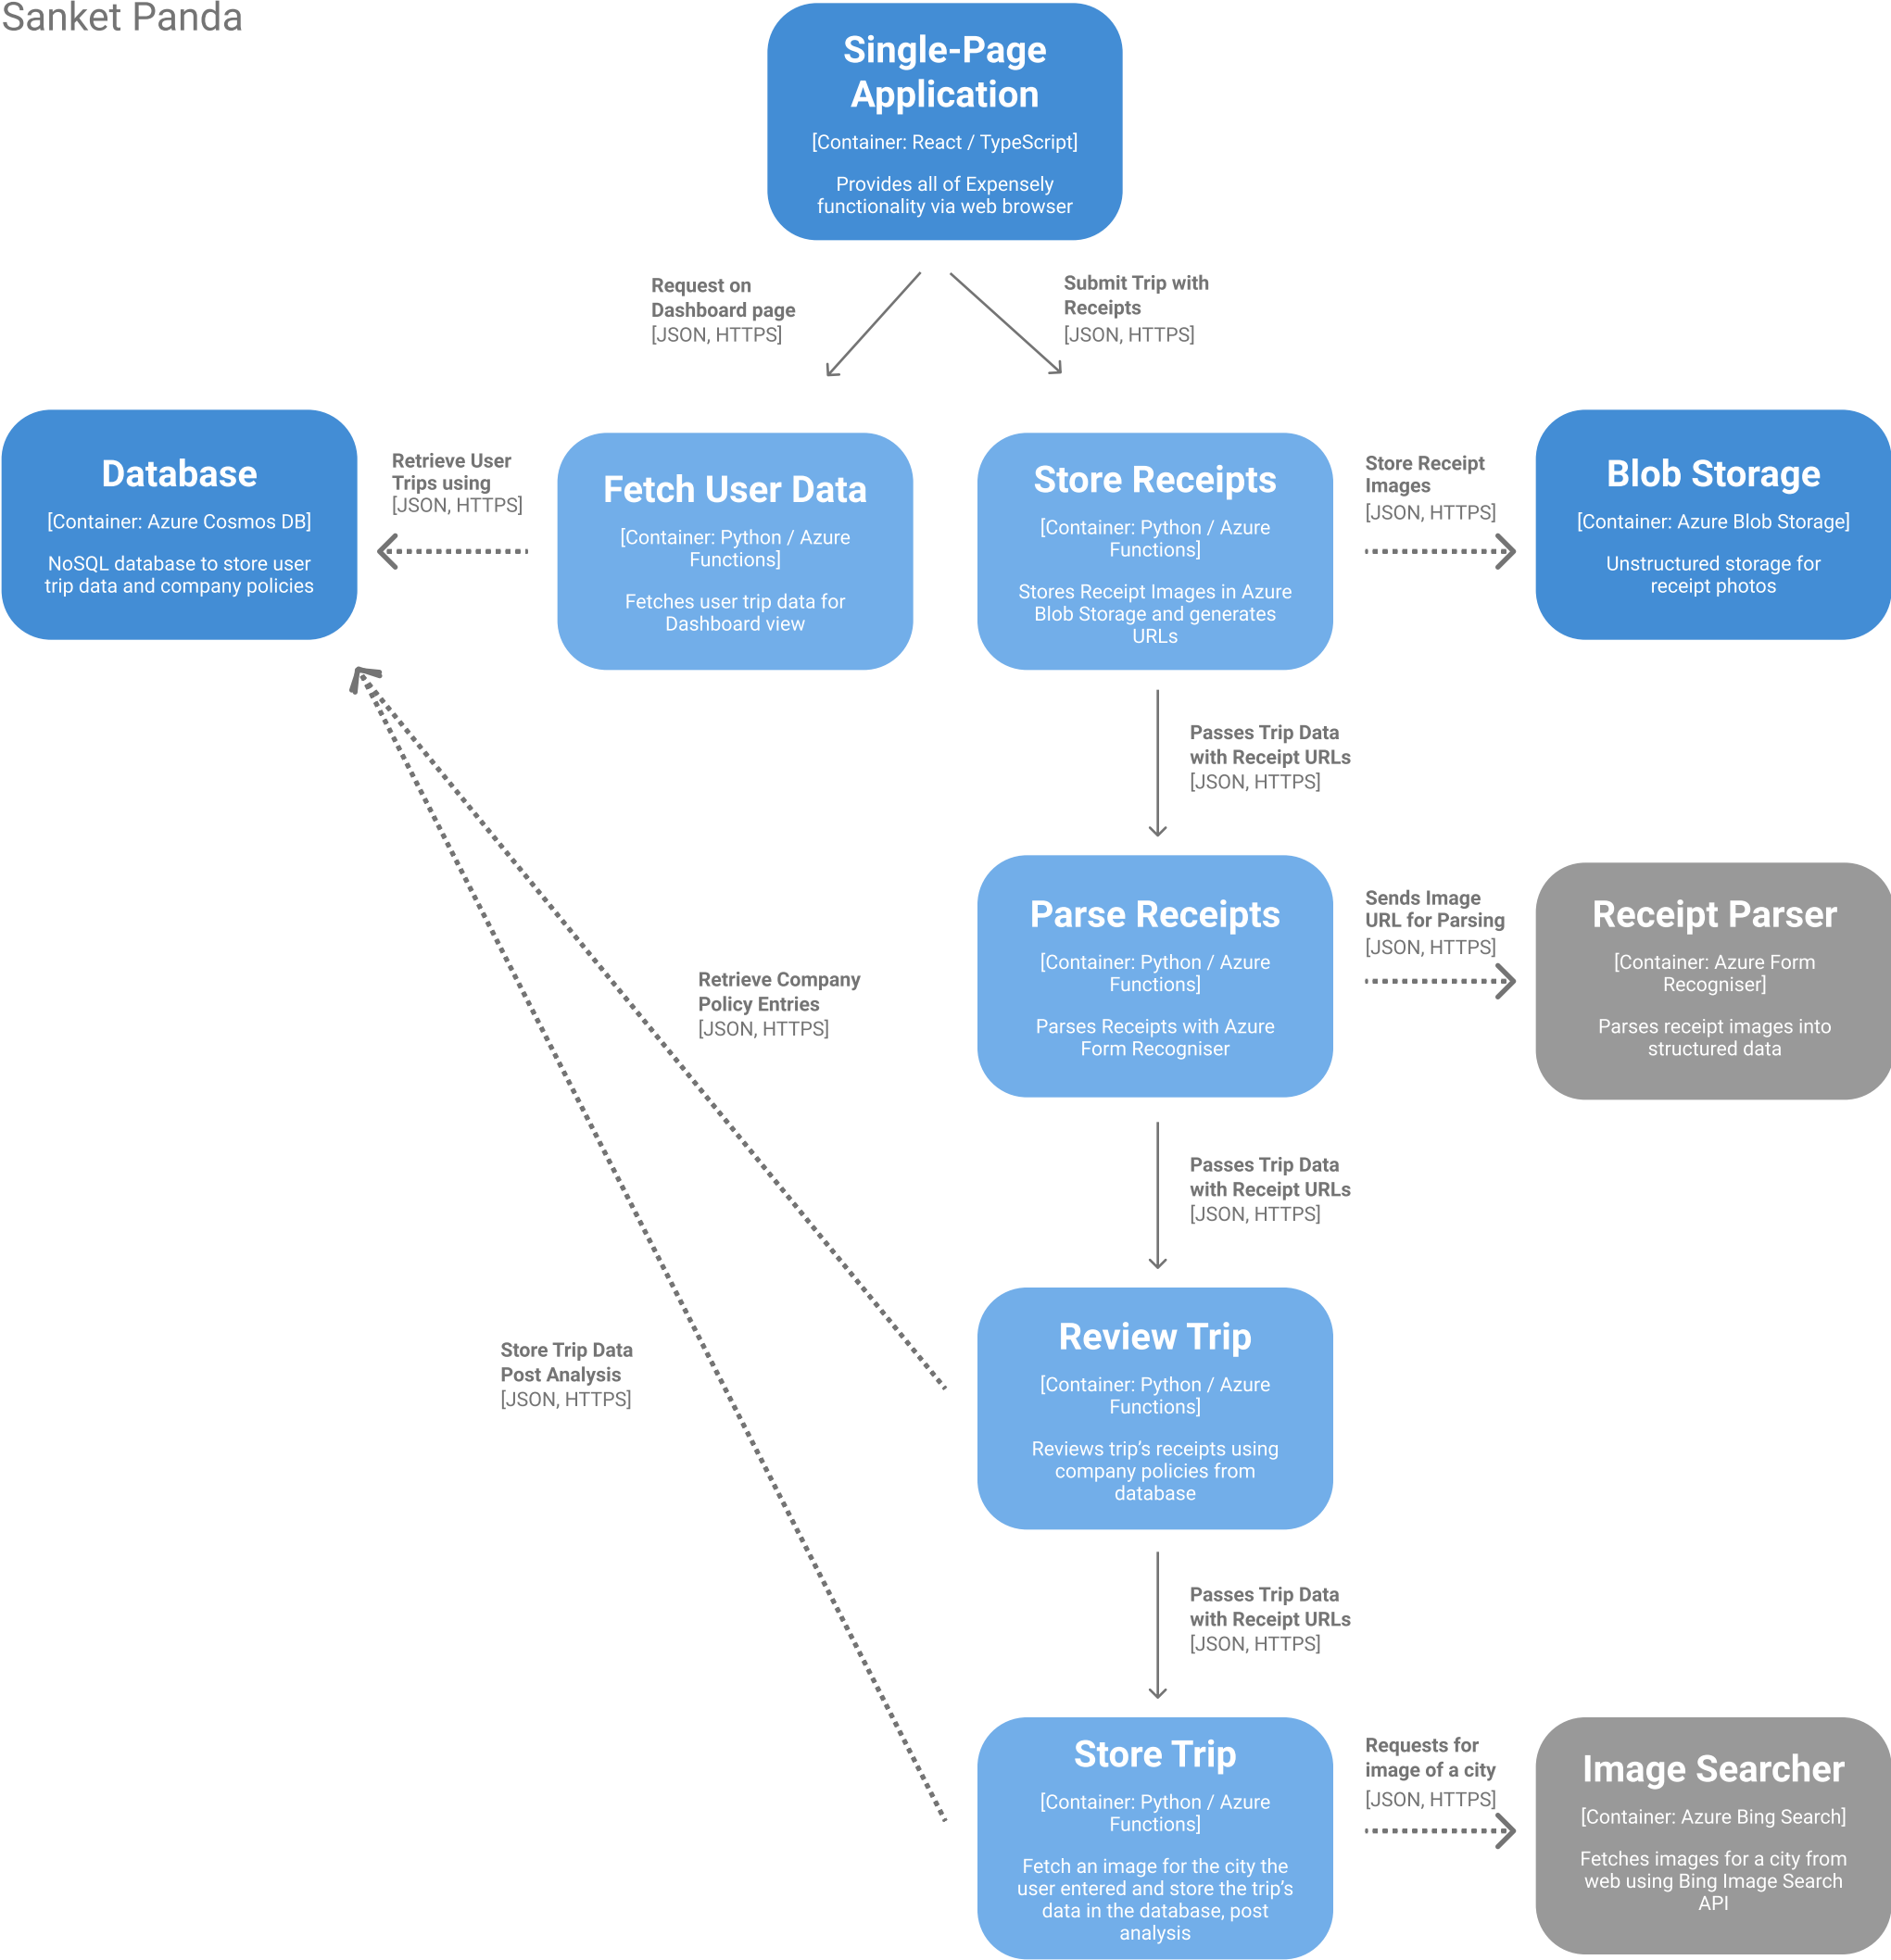 Sanket Panda
Single-Page
Application
[Container: React / TypeScript]
Provides all of Expensely
functionality via web browser
Request on
Dashboard page
[JSON, HTTPS]
Submit Trip with
Receipts
[JSON, HTTPS]
Database
[Container: Azure Cosmos DB]
NoSQL database to store user
trip data and company policies
Retrieve User
Trips using
[JSON, HTTPS]
Fetch User Data
[Container: Python / Azure
Functions]
Fetches user trip data for
Dashboard view
Store Receipts
[Container: Python / Azure
Functions]
Stores Receipt Images in Azure
Blob Storage and generates
URLs
Store Receipt
Images
[JSON, HTTPS]
Blob Storage
[Container: Azure Blob Storage]
Unstructured storage for
receipt photos
Passes Trip Data
with Receipt URLs
[JSON, HTTPS]
Parse Receipts
[Container: Python / Azure
Functions]
Parses Receipts with Azure
Form Recogniser
Sends Image
URL for Parsing
[JSON, HTTPS]
Receipt Parser
[Container: Azure Form
Recogniser]
Parses receipt images into
structured data
Retrieve Company
Policy Entries
[JSON, HTTPS]
Passes Trip Data
with Receipt URLs
[JSON, HTTPS]
Review Trip
[Container: Python / Azure
Functions]
Reviews trip’s receipts using
company policies from
database
Store Trip Data
Post Analysis
[JSON, HTTPS]
Passes Trip Data
with Receipt URLs
[JSON, HTTPS]
Store Trip
[Container: Python / Azure
Functions]
Fetch an image for the city the
user entered and store the trip’s
data in the database, post
analysis
Requests for
image of a city
[JSON, HTTPS]
Image Searcher
[Container: Azure Bing Search]
Fetches images for a city from
web using Bing Image Search
API